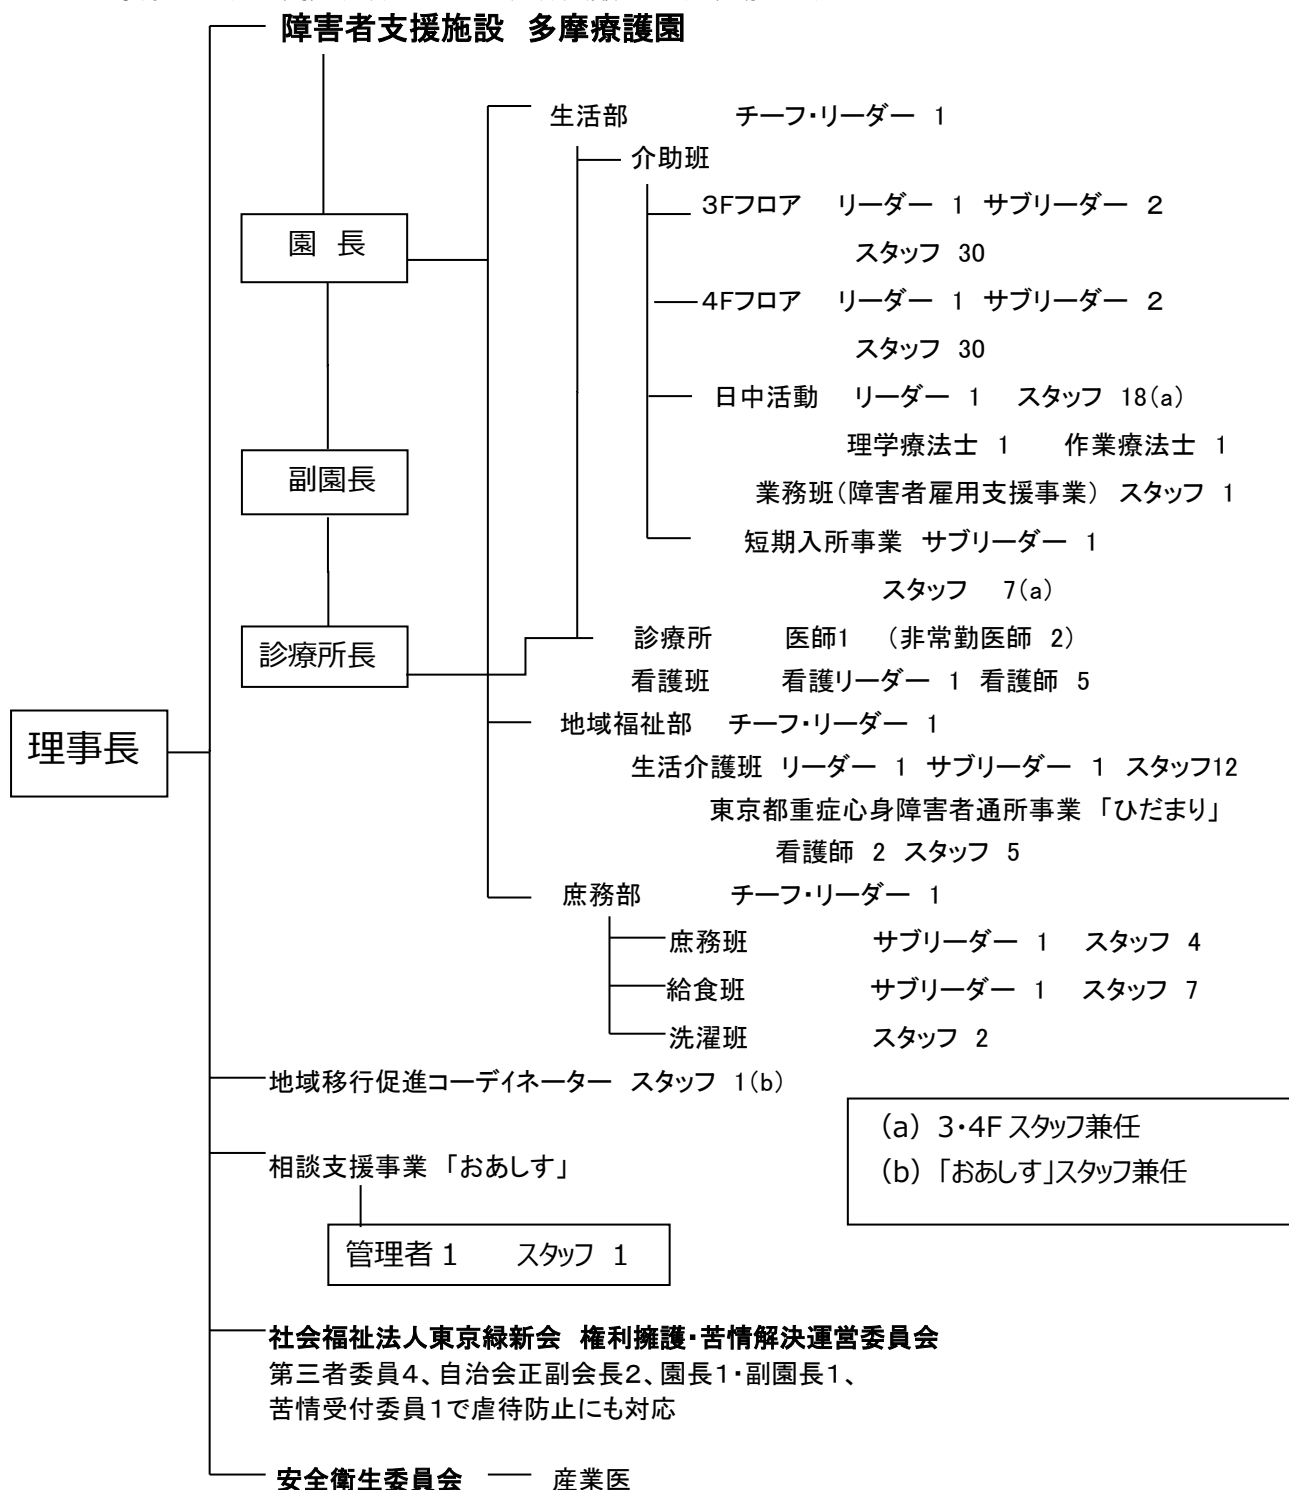 障害者支援施設 多摩療護園
生活部 チーフ・リーダー 1
介助班
3Fフロア リーダー 1 サブリーダー 2
園 長
スタッフ 30
4Fフロア リーダー 1 サブリーダー 2
スタッフ 30
日中活動 リーダー 1 スタッフ 18(a)
理学療法士 1 作業療法士 1
副園長
業務班(障害者雇用支援事業) スタッフ 1
短期入所事業 サブリーダー 1
スタッフ 7(a)
診療所長
診療所 医師1 (非常勤医師 2)
看護班 看護リーダー 1 看護師 5
地域福祉部 チーフ・リーダー 1
理事長
生活介護班 リーダー 1 サブリーダー 1 スタッフ12
東京都重症心身障害者通所事業 「ひだまり」
看護師 2 スタッフ 5
庶務部 チーフ・リーダー 1
庶務班 サブリーダー 1 スタッフ 4
給食班 サブリーダー 1 スタッフ 7
洗濯班 スタッフ 2
地域移行促進コーディネーター スタッフ 1(b)
(a) 3・4Fスタッフ兼任
(b) 「おあしす」スタッフ兼任
相談支援事業 「おあしす」
管理者 1 スタッフ 1
社会福祉法人東京緑新会 権利擁護・苦情解決運営委員会
第三者委員4、自治会正副会長2、園長1・副園長1、
苦情受付委員1で虐待防止にも対応
安全衛生委員会 産業医